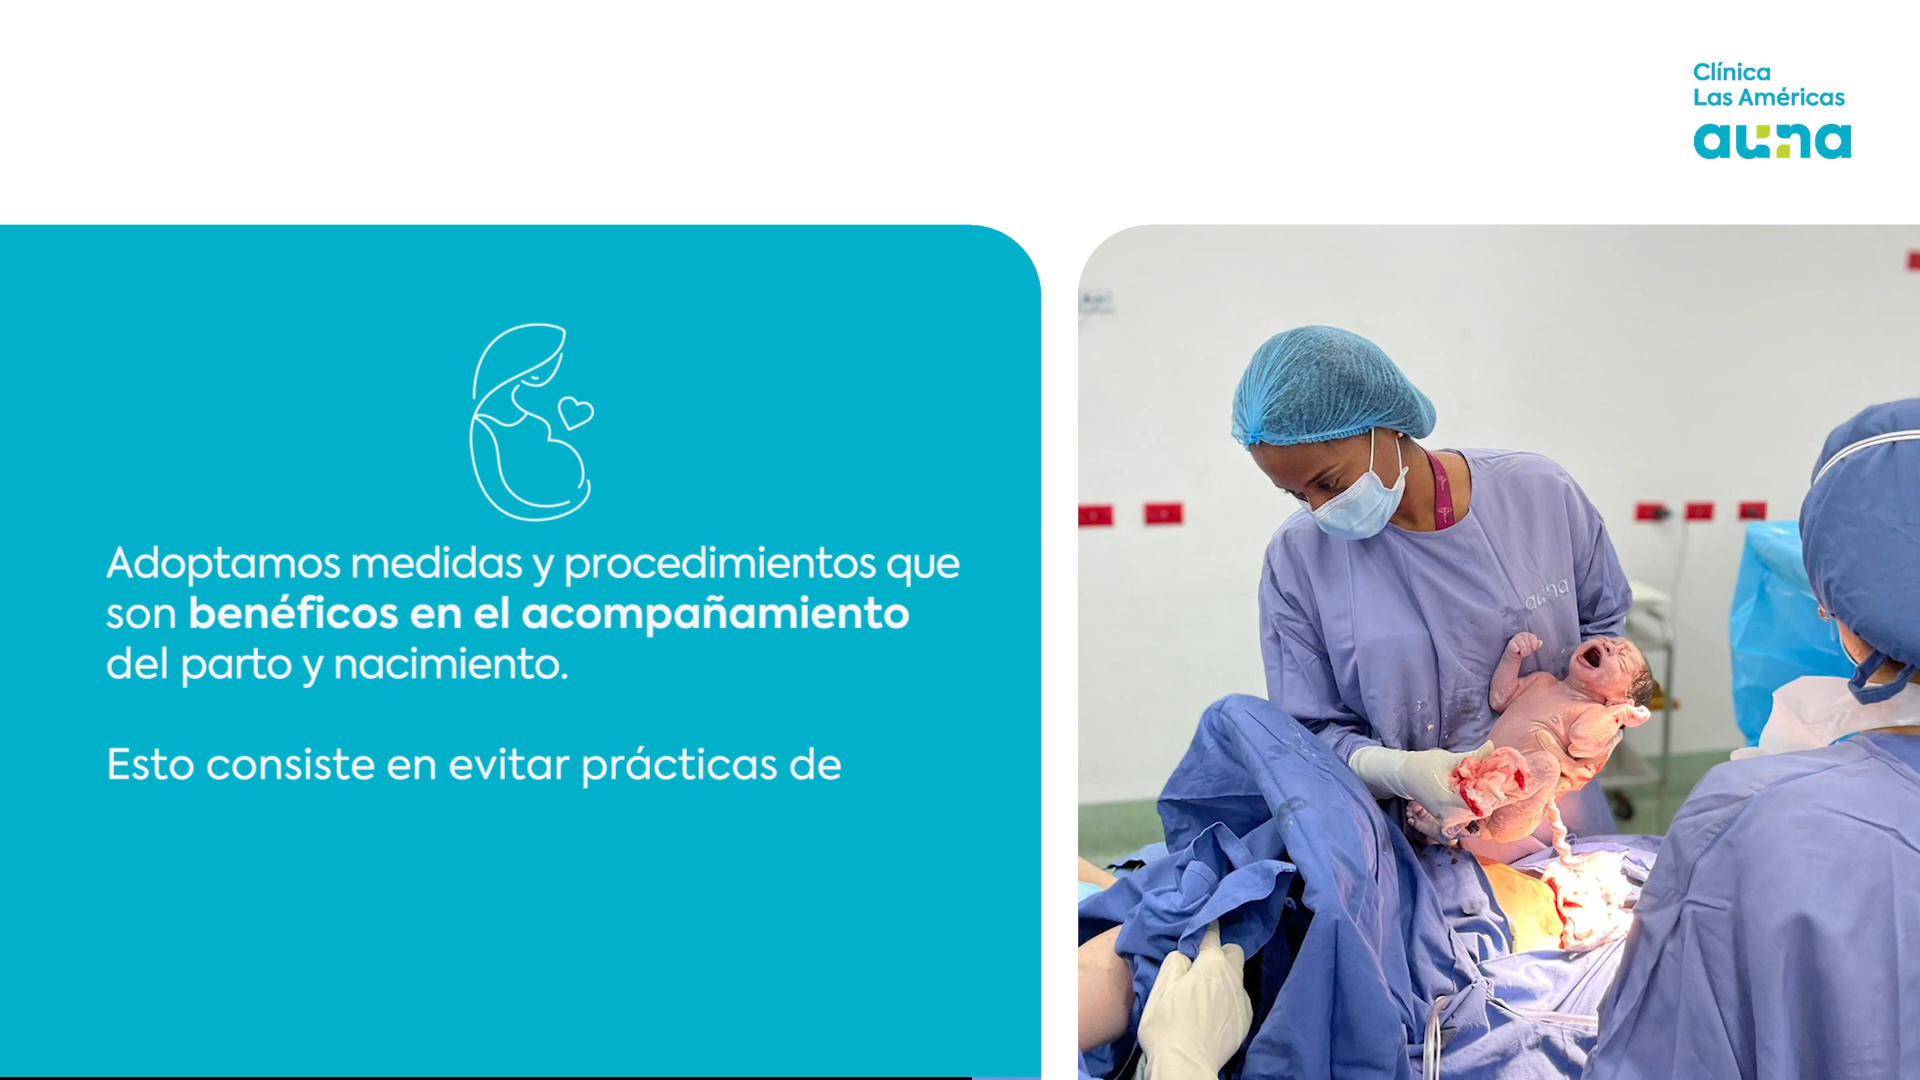 Clínica
Las Américas
auna
Adoptamos medidas y procedimientos que
son benéficos en el acompañamiento
del parto y nacimiento.
Esto consiste en evitar prácticas de
auna